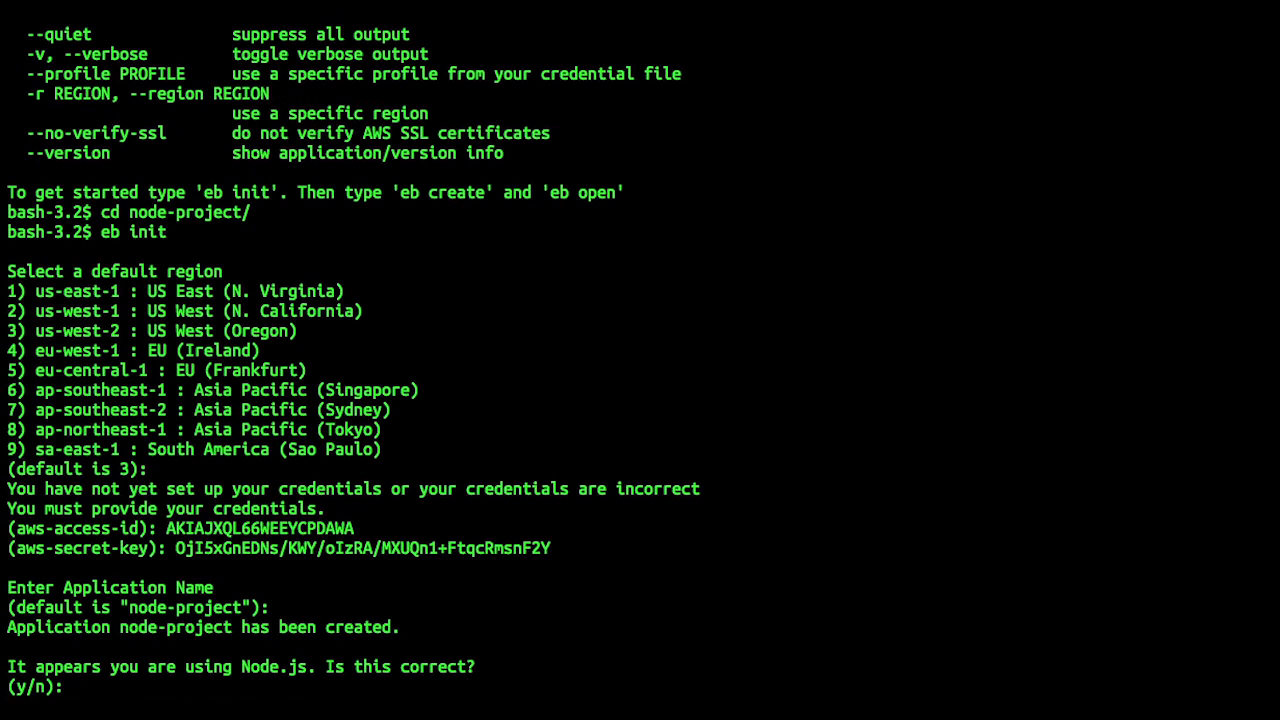 --quiet suppress all output
-v, --verbose toggle verbose output
--profile PROFILE use a specific profile from your credential file
-r REGION, --region REGION
use a specific region
--no-verify-ssl do not verify AWS SSL certificates
--version show application/version info
To get started type 'eb init'. Then type 'eb create' and 'eb open'
bash-3.2$ cd node-project/
bash-3.2$ eb init
Select a default region
1) us-east-1 : US East (N. Virginia)
2) us-west-1 : US West (N. California)
3) us-west-2 : US West (Oregon)
4) eu-west-1 : EU (Ireland)
5) eu-central-1 : EU (Frankfurt)
6) ap-southeast-1 : Asia Pacific (Singapore)
7) ap-southeast-2 : Asia Pacific (Sydney)
8) ap-northeast-1 : Asia Pacific (Tokyo)
9) sa-east-1 : South America (Sao Paulo)
(default is 3):
You have not yet set up your credentials or your credentials are incorrect
You must provide your credentials.
(aws-access-id): AKIAJXQL66WEEYCPDAWA
(aws-secret-key): OjI5xGnEDNs/KWY/oIzRA/MXUQn1+FtqcRmsnF2Y
Enter Application Name
(default is "node-project"):
Application node-project has been created.
It appears you are using Node.js. Is this correct?
(y/n):